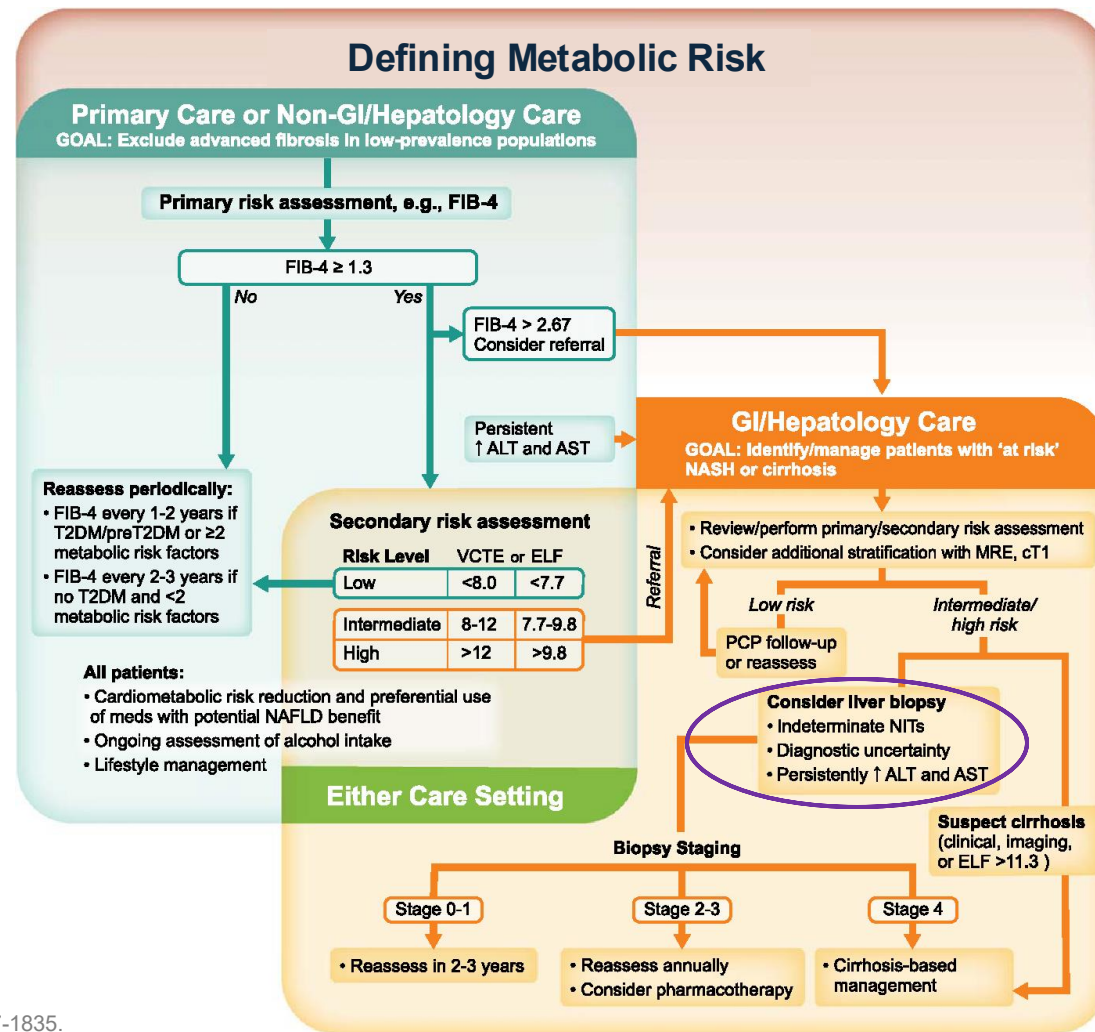 Defining Metabolic Risk
Primary Care or Non-GI/Hepatology Care
GOAL: Exclude advanced fibrosis in low-prevalence populations
Primary risk assessment, e.g., FIB-4
FIB-4 ≥ 1.3
No
Yes
FIB-4 > 2.67
Consider referral
Persistent
↑ ALT and AST
GI/Hepatology Care
GOAL: Identify/manage patients with 'at risk'
NASH or cirrhosis
Reassess periodically:
• FIB-4 every 1-2 years if
T2DM/preT2DM or ≥2
metabolic risk factors
• FIB-4 every 2-3 years if
no T2DM and <2
metabolic risk factors
Secondary risk assessment
Risk Level VCTE or ELF
Low <8.0 <7.7
Intermediate 8-12 7.7-9.8
High >12 >9.8
Referral
• Review/perform primary/secondary risk assessment
• Consider additional stratification with MRE, cT1
Low risk
Intermediate/
high risk
PCP follow-up
or reassess
All patients:
• Cardiometabolic risk reduction and preferential use
of meds with potential NAFLD benefit
• Ongoing assessment of alcohol intake
• Lifestyle management
Either Care Setting
Consider liver biopsy
• Indeterminate NITs
• Diagnostic uncertainty
• Persistently ↑ ALT and AST
Suspect cirrhosis
(clinical, imaging,
or ELF >11.3 )
Biopsy Staging
Stage 0-1
Stage 2-3
Stage 4
• Reassess in 2-3 years
• Reassess annually
• Consider pharmacotherapy
• Cirrhosis-based
management
-1835.